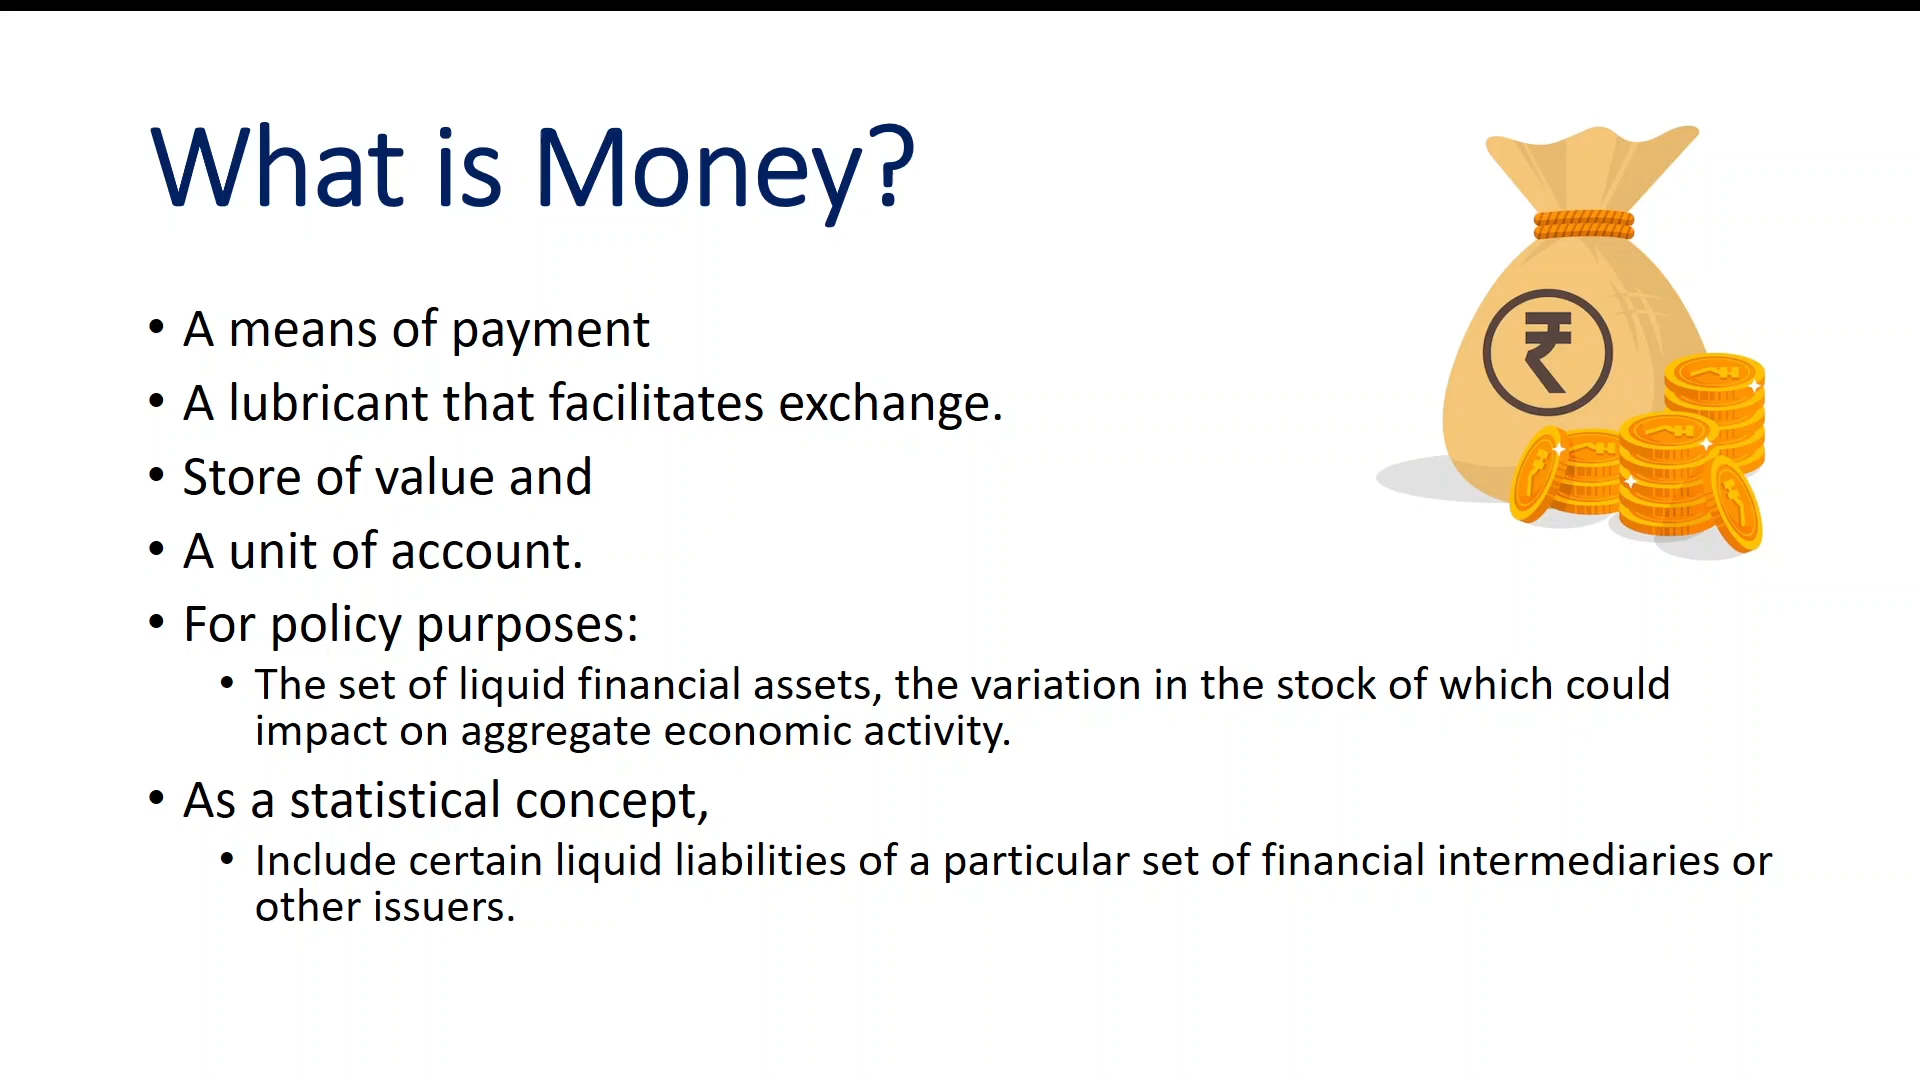 What is Money?
• A means of payment
• A lubricant that facilitates exchange.
• Store of value and
• A unit of account.
• For policy purposes:
• The set of liquid financial assets, the variation in the stock of which could
impact on aggregate economic activity.
• As a statistical concept,
• Include certain liquid liabilities of a particular set of financial intermediaries or
other issuers.
₹